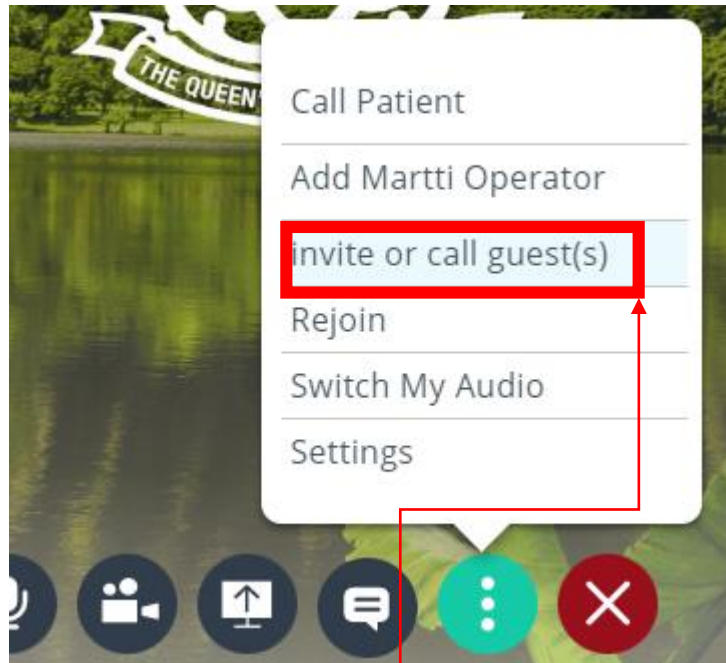 THE QUEEN'
Call Patient
Add Martti Operator
invite or call guest(s)
Rejoin
Switch My Audio
Settings